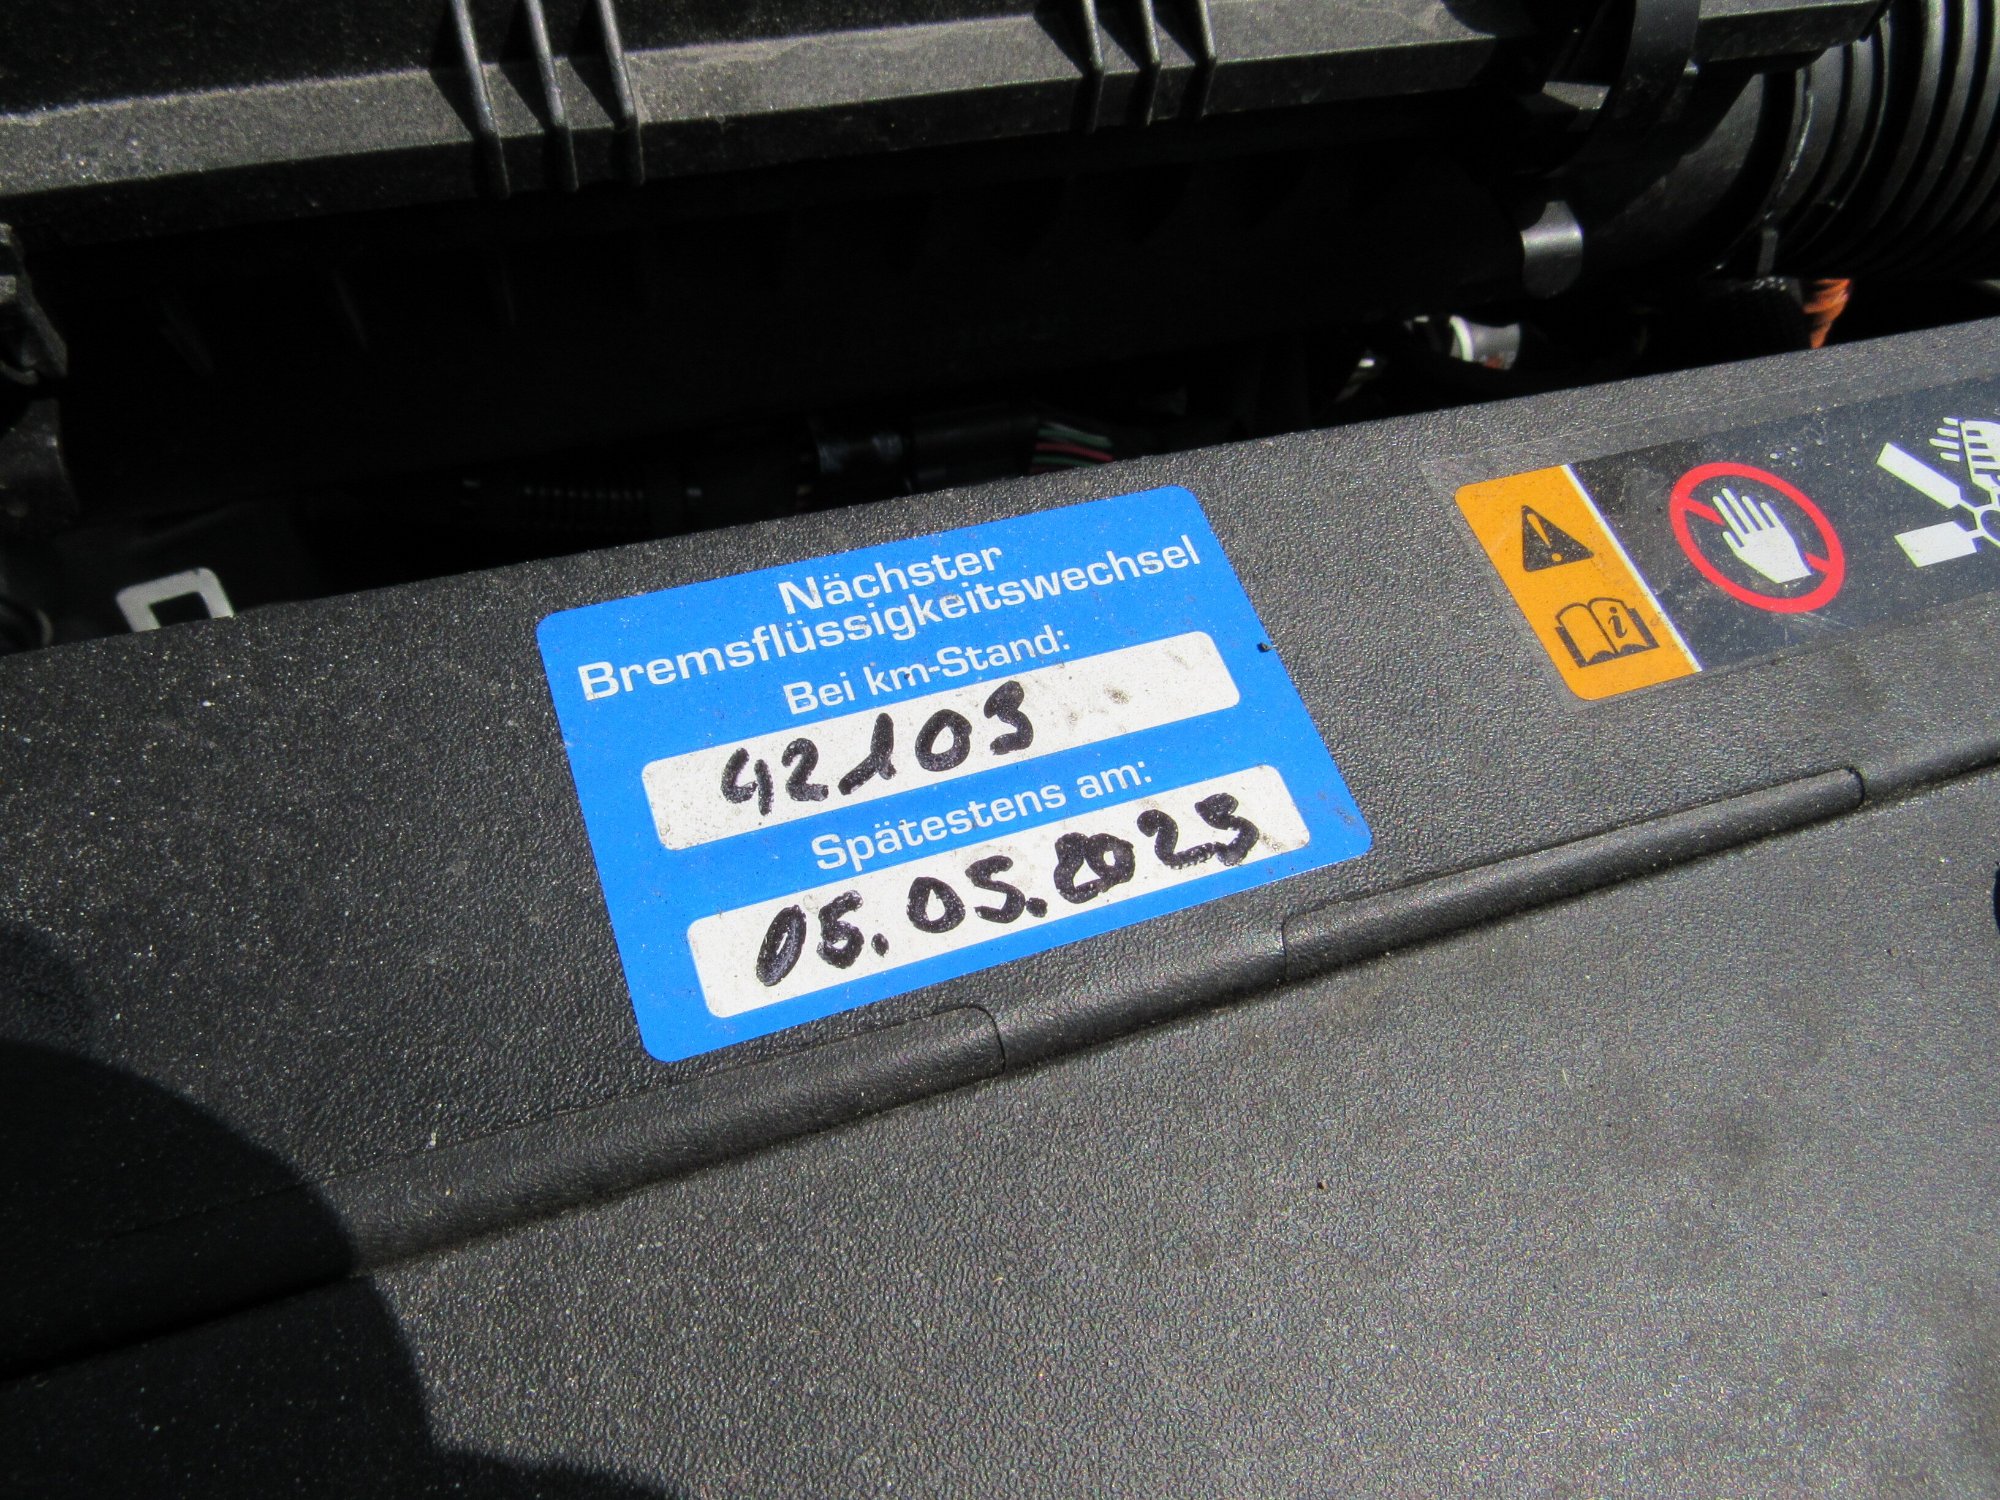 Nächster
Bremsflüssigkeitswechsel
Bei km-Stand:
42103
Spätestens am:
05.05.2023